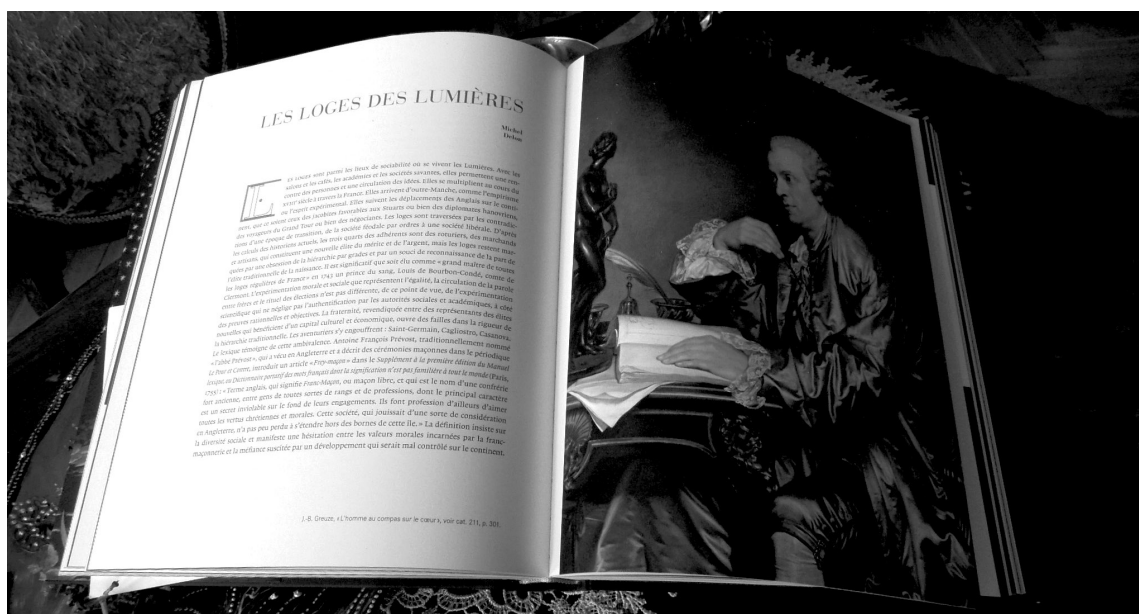 LES LOGES DES LUMIÈRES
Michel
Delon
LES LOGES sont parmi les lieux de sociabilité où se vivent les Lumières. Avec les
salons et les cafés, les académies et les sociétés savantes, elles permettent une ren-
contre des personnes et une circulation des idées. Elles se multiplient au cours du
XVIIIe siècle à travers la France. Elles arrivent d'outre-Manche, comme l'empirisme
ou l'esprit expérimental. Elles suivent les déplacements des Anglais sur le conti-
nent, que ce soient ceux des Jacobites favorables aux Stuarts ou bien des diplomates hanovriens,
des voyageurs du Grand Tour ou bien des négociants. Les loges sont traversées par les contradic-
tions d'une époque de transition, de la société féodale par ordres à une société libérale. D'après
les calculs des historiens actuels, les trois quarts des adhérents sont des roturiers, des marchands
et artisans, qui constituent une nouvelle élite du mérite et de l'argent, mais les loges restent mar-
quées par une obsession de la hiérarchie par grades et par un souci de reconnaissance de la part de
l'élite traditionnelle de la naissance. Il est significatif que soit élu comme « grand maître de toutes
les loges régulières de France » en 1743 un prince du sang, Louis de Bourbon-Condé, comte de
Clermont. L'expérimentation morale et sociale que représentent l'égalité, la circulation de la parole
entre frères et le rituel des élections n'est pas différente, de ce point de vue, de l'expérimentation
scientifique qui ne néglige pas l'authentification par les autorités sociales et académiques, à côté
des preuves rationnelles et objectives. La fraternité, revendiquée entre des représentants des élites
nouvelles qui bénéficient d'un capital culturel et économique, ouvre des failles dans la rigueur de
la hiérarchie traditionnelle. Les aventuriers s'y engouffrent : Saint-Germain, Cagliostro, Casanova.
Le lexique témoigne de cette ambivalence. Antoine François Prévost, traditionnellement nommé
« l'abbé Prévost », qui a vécu en Angleterre et a décrit des cérémonies maçonnes dans le périodique
Le Pour et Contre, introduit un article « Frey-maçon » dans le Supplément à la première édition du Manuel
lexique, ou Dictionnaire portatif des mots français dont la signification n'est pas familière à tout le monde (Paris,
1755) : « Terme anglais, qui signifie Franc-Maçon, ou maçon libre, et qui est le nom d'une confrérie
fort ancienne, entre gens de toutes sortes de rangs et de professions, dont le principal caractère
est un secret inviolable sur le fond de leurs engagements. Ils font profession d'ailleurs d'aimer
toutes les vertus chrétiennes et morales. Cette société, qui jouissait d'une sorte de considération
en Angleterre, n'a pas peu perdu à s'étendre hors des bornes de cette île. » La définition insiste sur
la diversité sociale et manifeste une hésitation entre les valeurs morales incarnées par la franc-
maçonnerie et la méfiance suscitée par un développement qui serait mal contrôlé sur le continent.
J.-B. Greuze, « L'homme au compas sur le cœur », voir cat. 211, p. 301.